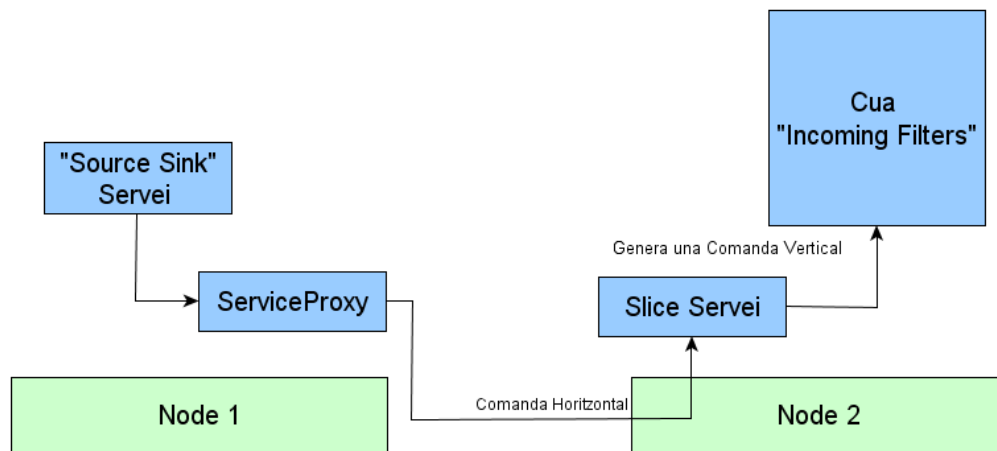 Cua
"Incoming Filters"
"Source Sink"
Servei
Genera una Comanda Vertical
ServiceProxy
Slice Servei
Comanda Horitzontal
Node 1
Node 2